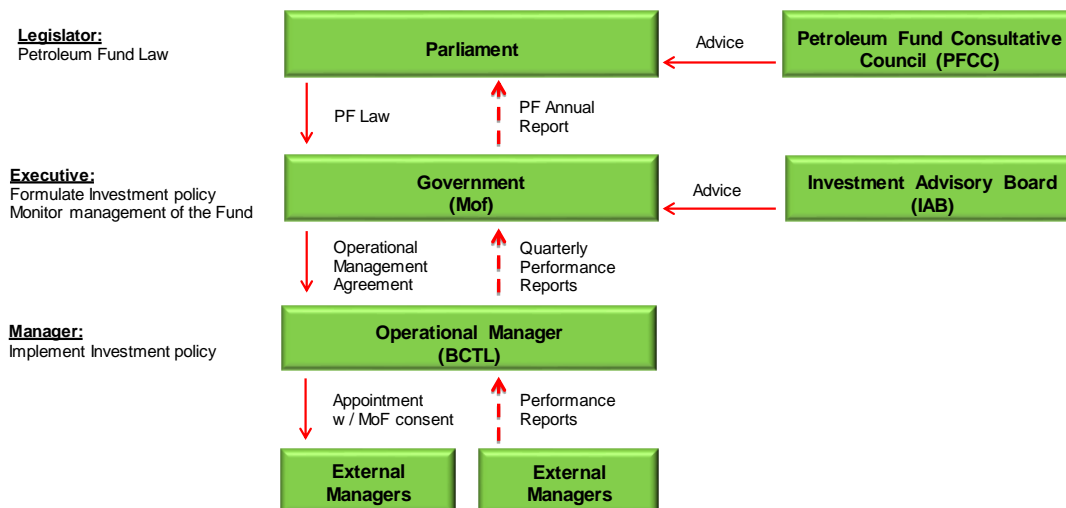 Legislator:
Petroleum Fund Law
Parliament
Advice
Petroleum Fund Consultative
Council (PFCC)
PF Law
PF Annual
Report
Executive:
Formulate Investment policy
Monitor management of the Fund
Government
(Mof)
Advice
Investment Advisory Board
(IAB)
Operational
Management
Agreement
Quarterly
Performance
Reports
Manager:
Implement Investment policy
Operational Manager
(BCTL)
Appointment
w / MoF consent
Performance
Reports
External
Managers
External
Managers